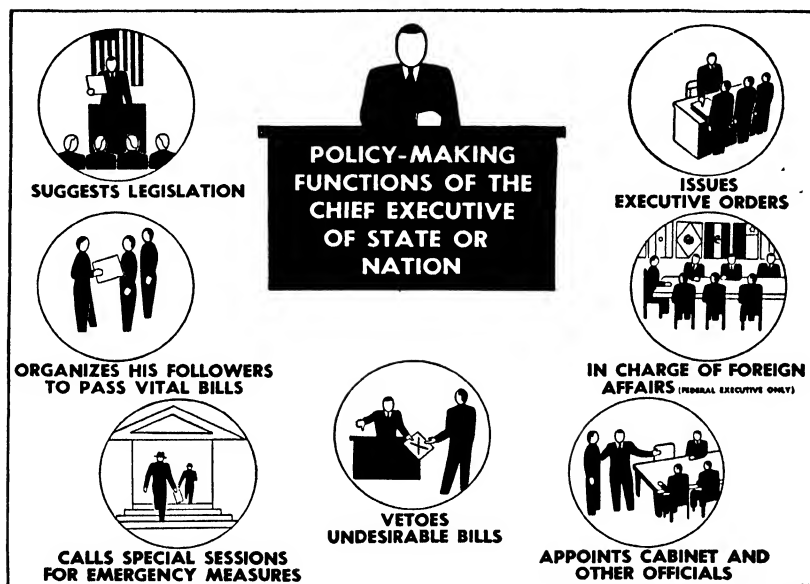 POLICY-MAKING
FUNCTIONS OF THE
CHIEF EXECUTIVE
OF STATE OR
NATION
SUGGESTS LEGISLATION
ISSUES
EXECUTIVE ORDERS
ORGANIZES HIS FOLLOWERS
TO PASS VITAL BILLS
IN CHARGE OF FOREIGN
AFFAIRS (FEDERAL EXECUTIVE ONLY)
CALLS SPECIAL SESSIONS
FOR EMERGENCY MEASURES
VETOES
UNDESIRABLE BILLS
APPOINTS CABINET AND
OTHER OFFICIALS